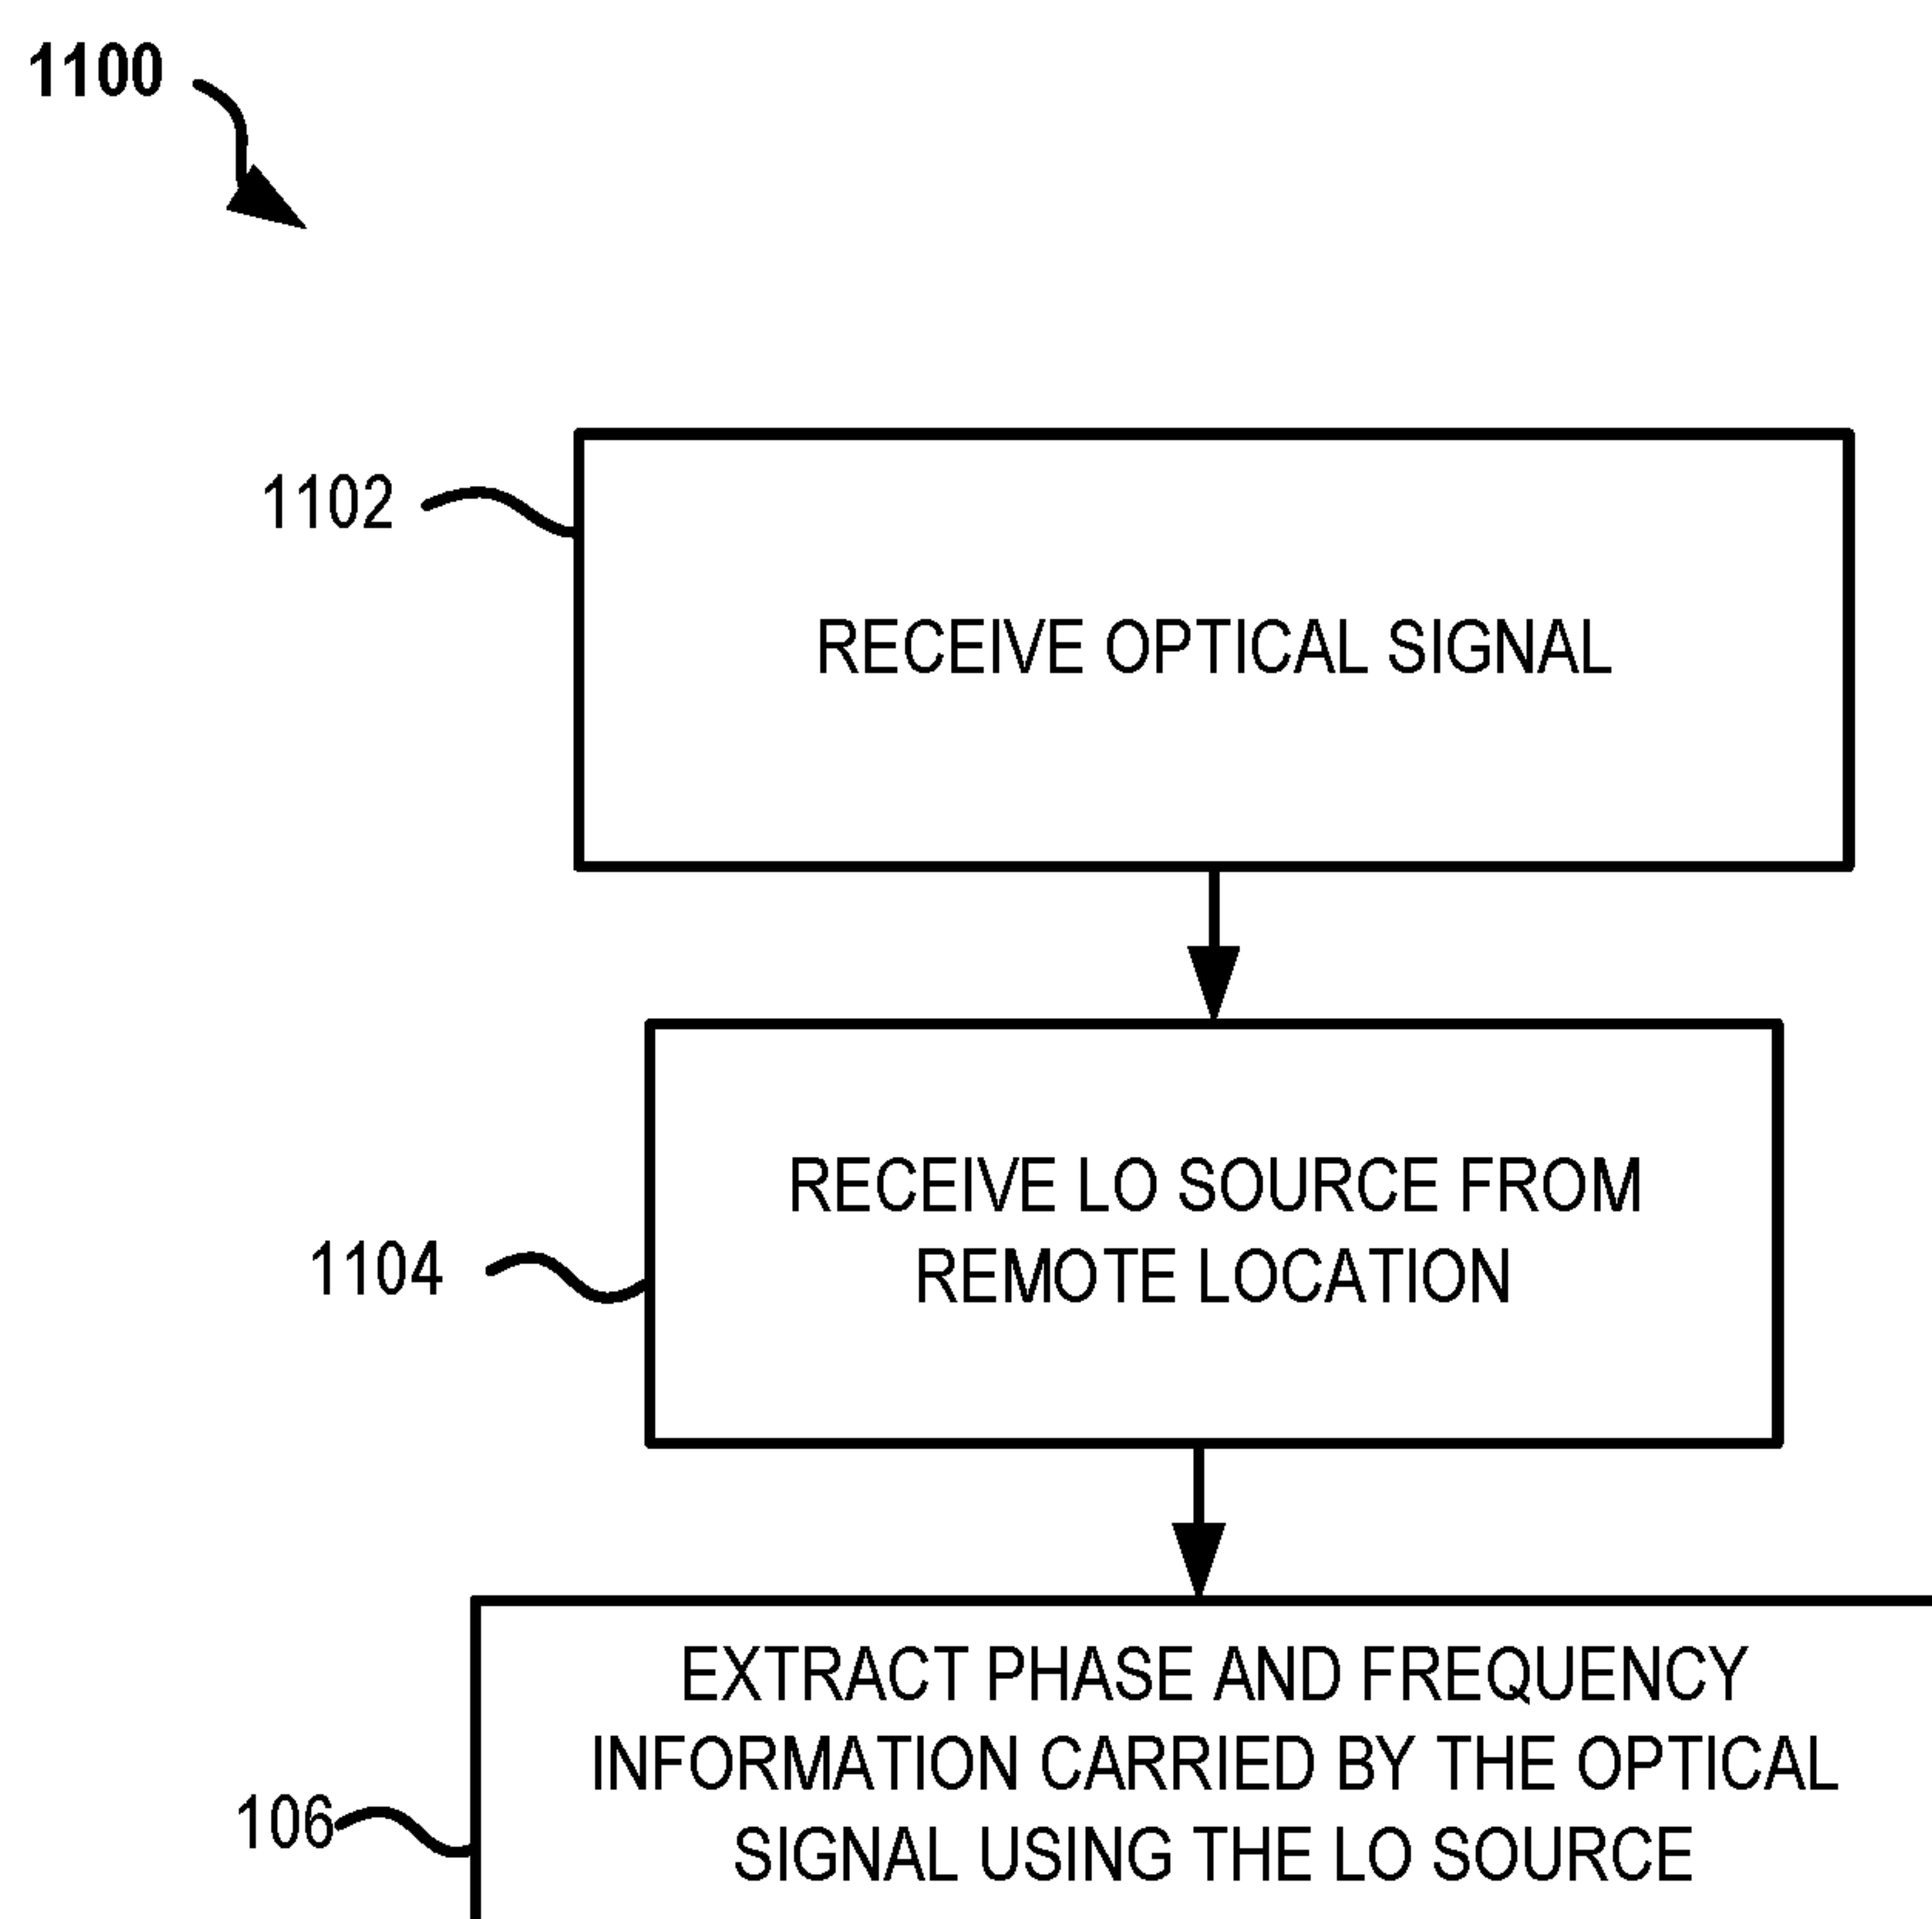 1100
1102
RECEIVE OPTICAL SIGNAL
RECEIVE LO SOURCE FROM
REMOTE LOCATION
1104
EXTRACT PHASE AND FREQUENCY
INFORMATION CARRIED BY THE OPTICAL
106
SIGNAL USING THE LO SOURCE